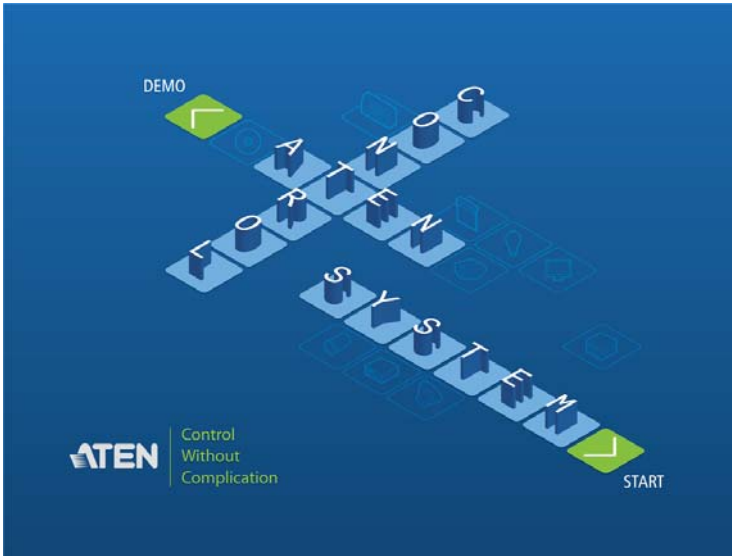 DEMO
CONTROL
ATEN
SYSTEM
ATEN
Control
Without
Complication
START